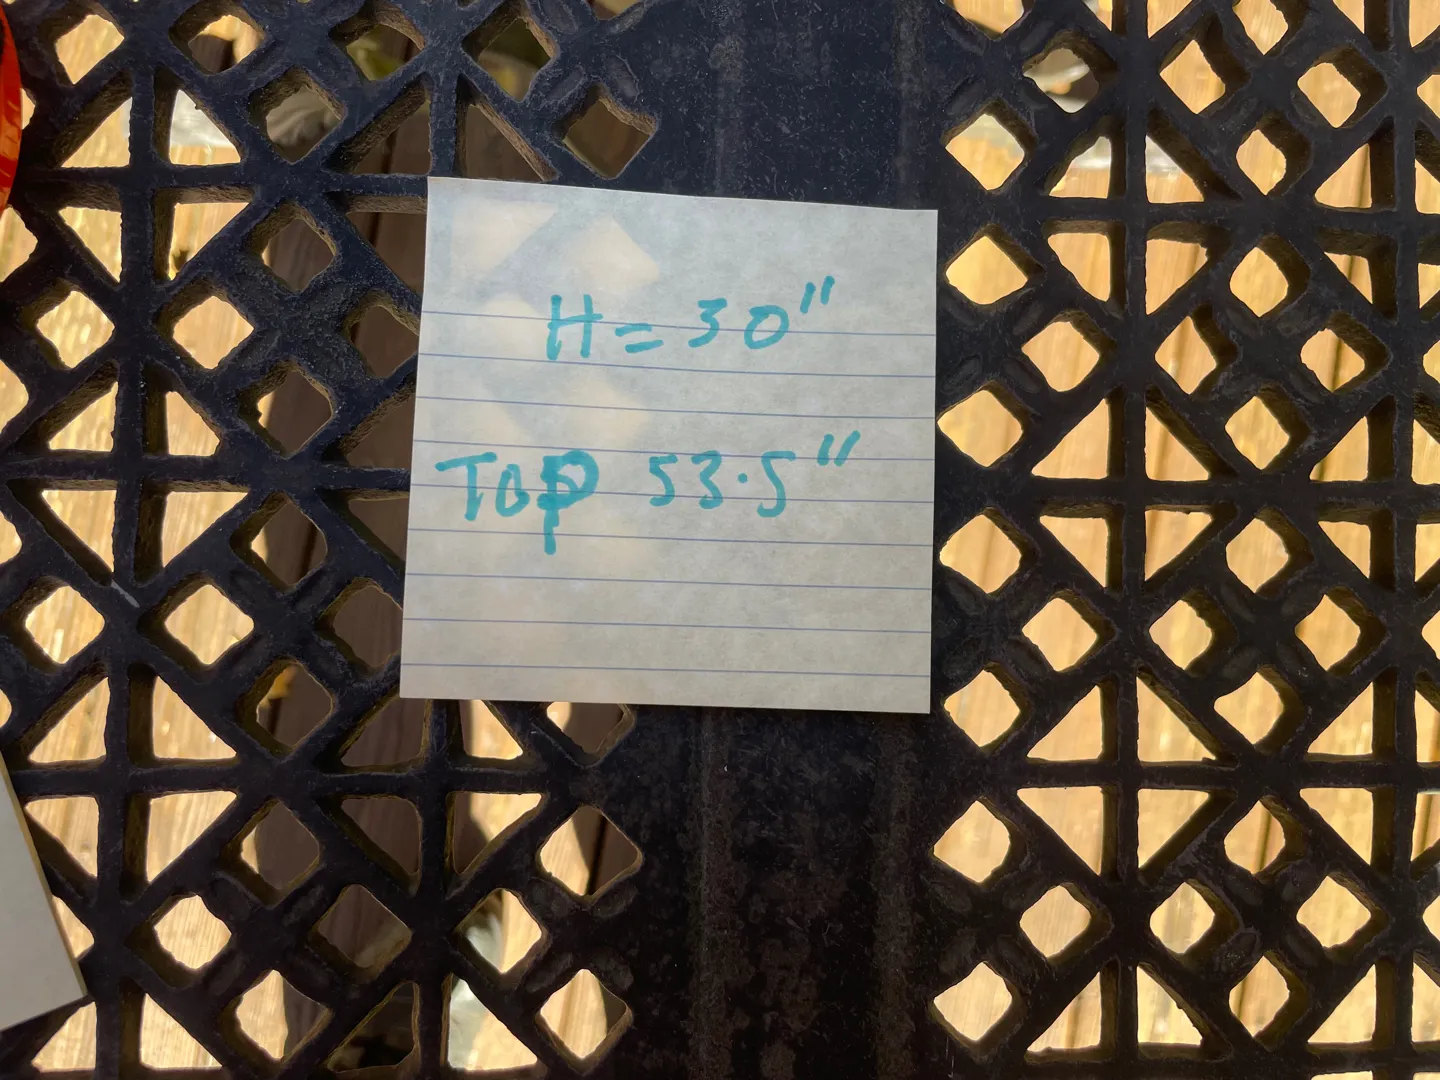 H = 30"
Top 53.5"